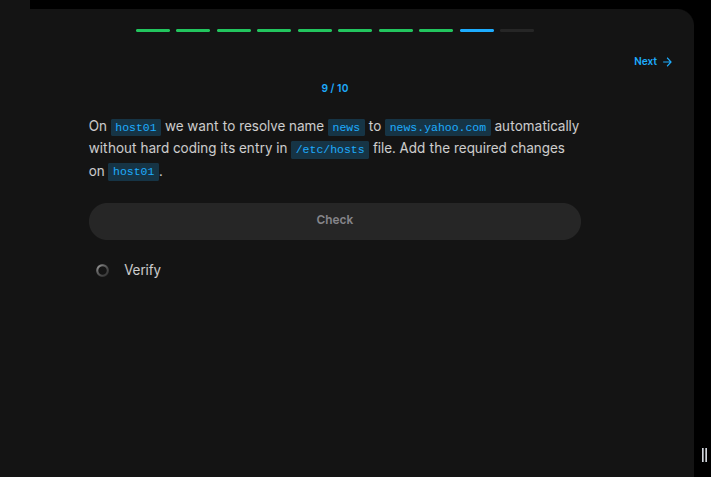 Next →
9 / 10
On host01 we want to resolve name news to news.yahoo.com automatically
without hard coding its entry in /etc/hosts file. Add the required changes
on host01.
Check
Verify